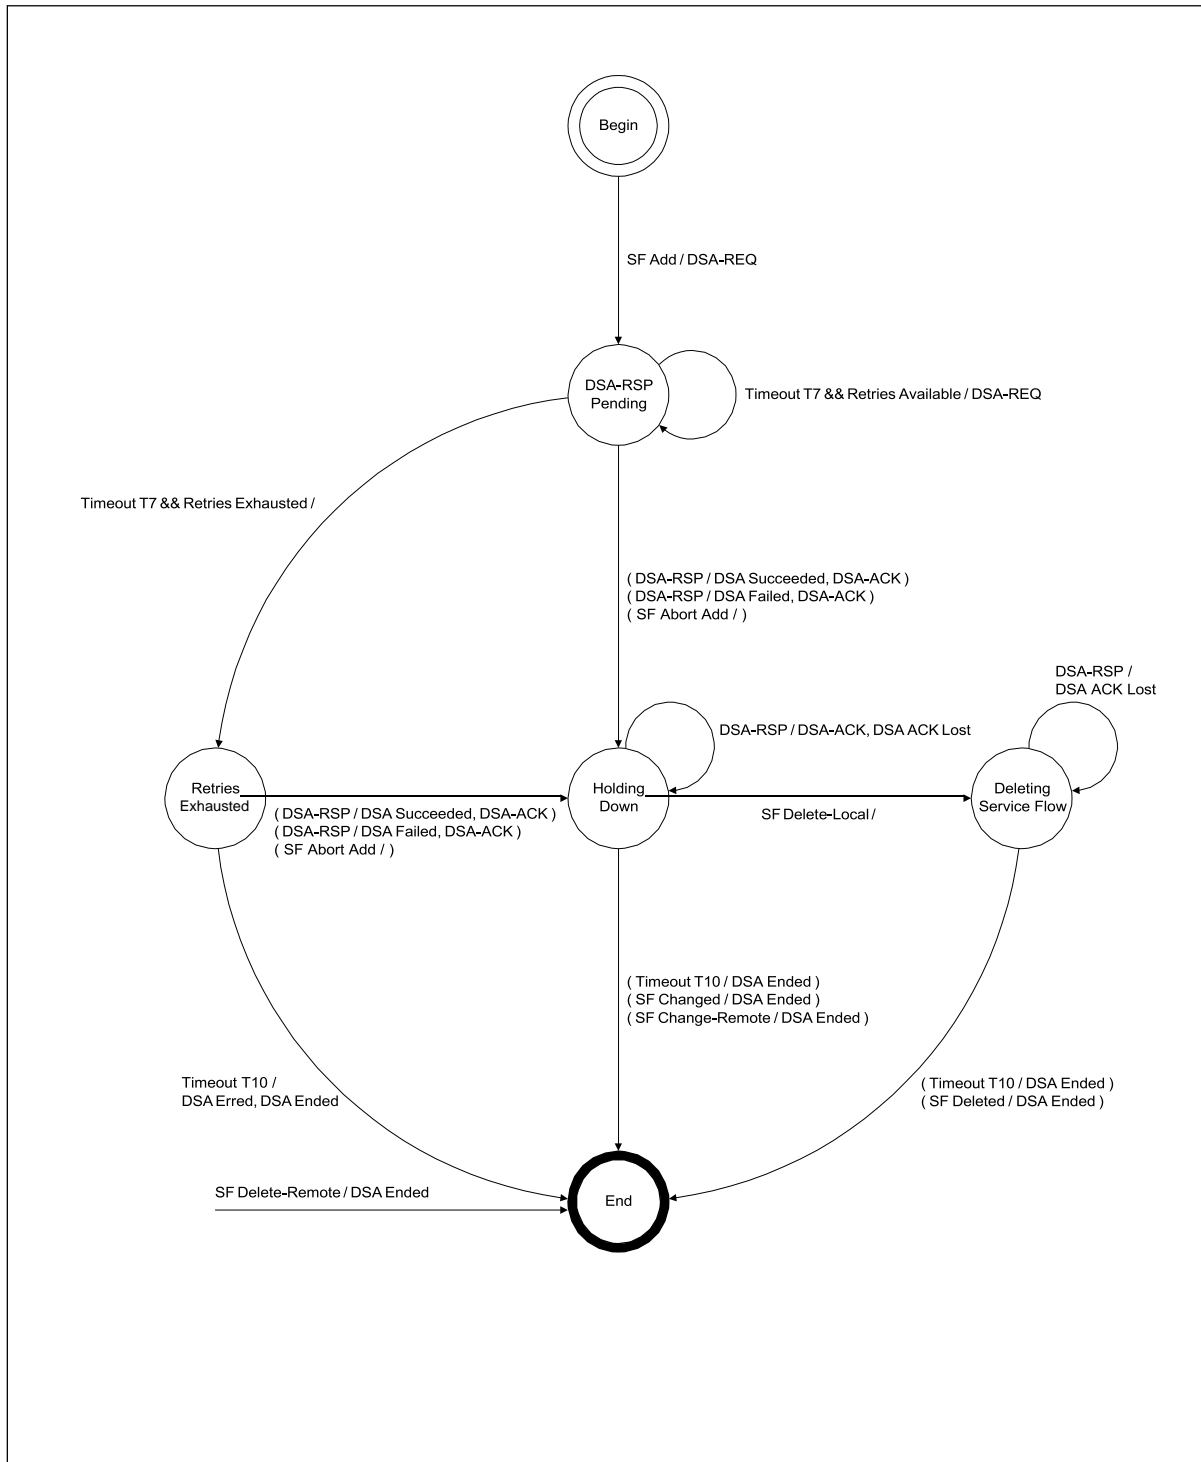 Begin
SF Add / DSA-REQ
DSA-RSP
Pending
Timeout T7 && Retries Available / DSA-REQ
Timeout T7 && Retries Exhausted /
( DSA-RSP / DSA Succeeded, DSA-ACK )
( DSA-RSP / DSA Failed, DSA-ACK )
( SF Abort Add / )
DSA-RSP /
DSA ACK Lost
DSA-RSP / DSA-ACK, DSA ACK Lost
Retries
Exhausted
Holding
Down
Deleting
Service Flow
( DSA-RSP / DSA Succeeded, DSA-ACK )
( DSA-RSP / DSA Failed, DSA-ACK )
( SF Abort Add / )
SF Delete-Local /
( Timeout T10 / DSA Ended )
( SF Changed / DSA Ended )
( SF Change-Remote / DSA Ended )
Timeout T10 /
DSA Erred, DSA Ended
( Timeout T10 / DSA Ended )
( SF Deleted / DSA Ended )
SF Delete-Remote / DSA Ended
End